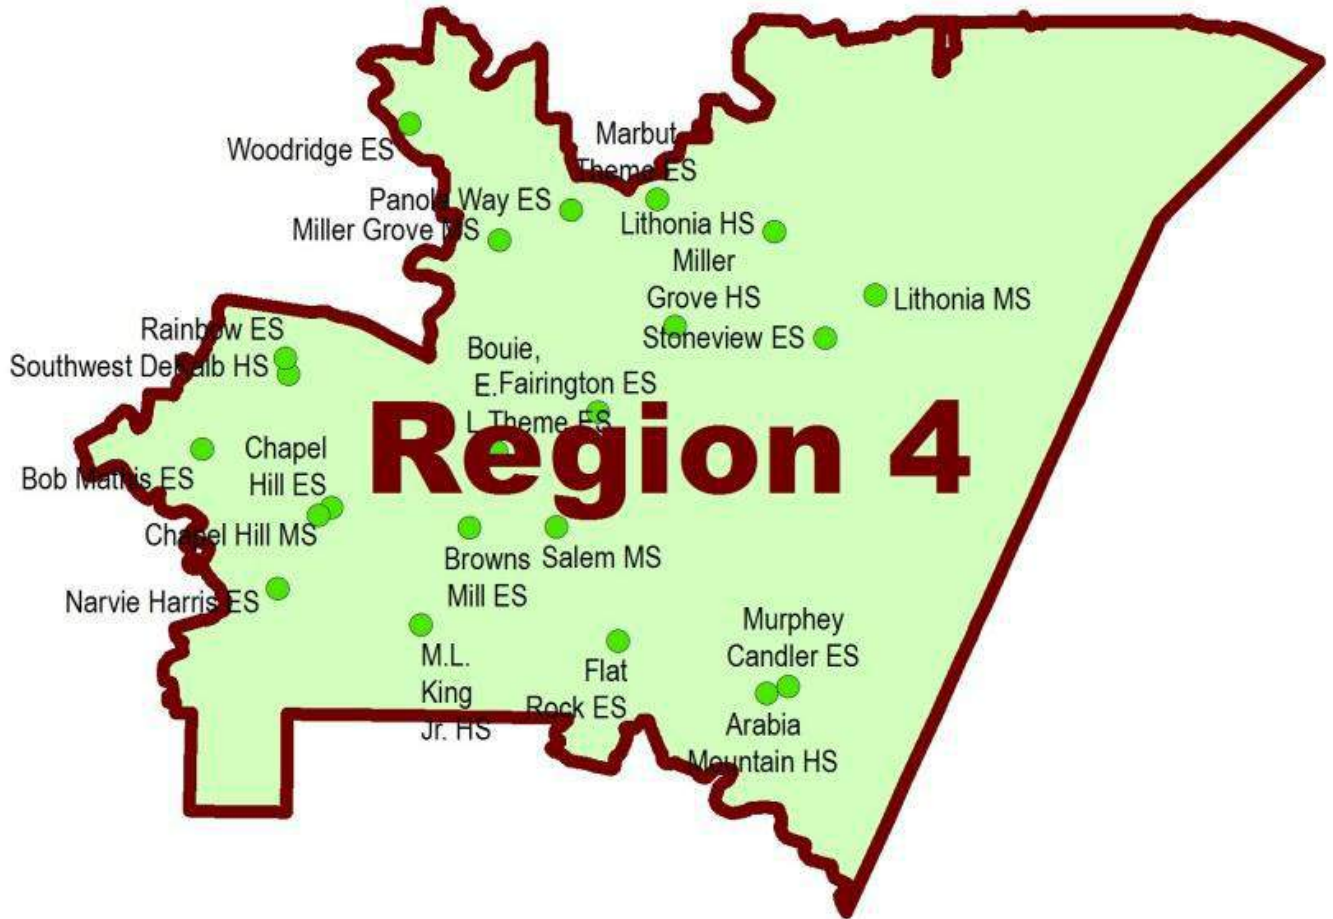 Marbut
Theme ES
Woodridge ES
Panola Way ES
Miller Grove MS
Lithonia HS
Miller
Grove HS
Lithonia MS
Stoneview ES
Rainbow ES
Southwest DeKalb HS
Bouie,
E.
L Theme ES
Fairington ES
Region 4
Bob Mathis ES
Chapel
Hill ES
Chapel Hill MS
Browns
Mill ES
Salem MS
Narvie Harris ES
M.L.
King
Jr. HS
Flat
Rock ES
Murphey
Candler ES
Arabia
Mountain HS